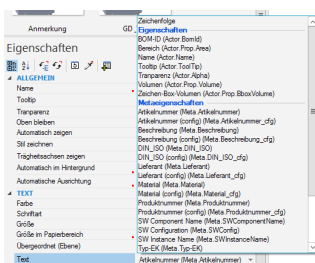 Anmerkung
GD
Eigenschaften
ALLGEMEIN
Name
Tooltip
Tranparenz
Oben bleiben
Automatisch zeigen
Stil zeichnen
Trägheitsachsen zeigen
Automatisch im Hintergrund
Automatische Ausrichtung
TEXT
Farbe
Schriftart
Größe
Größe im Papierbereich
Übergeordnet (Ebene)
Text
Zeichenfolge
Eigenschaften
BOM-ID (Actor.BomId)
Bereich (Actor.Prop.Area)
Name (Actor.Name)
Tooltip (Actor.ToolTip)
Tranparenz (Actor.Alpha)
Volumen (Actor.Prop.Volume)
Zeichen-Box-Volumen (Actor.Prop.BboxVolume)
Metaeigenschaften
Artikelnummer (Meta.Artikelnummer)
Artikelnummer (config) (Meta.Artikelnummer_cfg)
Beschreibung (Meta.Beschreibung)
Beschreibung (config) (Meta.Beschreibung_cfg)
DIN_ISO (Meta.DIN_ISO)
DIN_ISO (config) (Meta.DIN_ISO_cfg)
Lieferant (Meta.Lieferant)
Lieferant (config) (Meta.Lieferant_cfg)
Material (Meta.Material)
Material (config) (Meta.Material_cfg)
Produktnummer (Meta.Produktnummer)
Produktnummer (config) (Meta.Produktnummer_cfg)
SW Component Name (Meta.SWComponentName)
SW Configuration (Meta.SWConfig)
SW Instance Name (Meta.SWInstanceName)
Typ-EK (Meta.Typ-EK)
Artikelnummer (Meta.Artikelnummer)